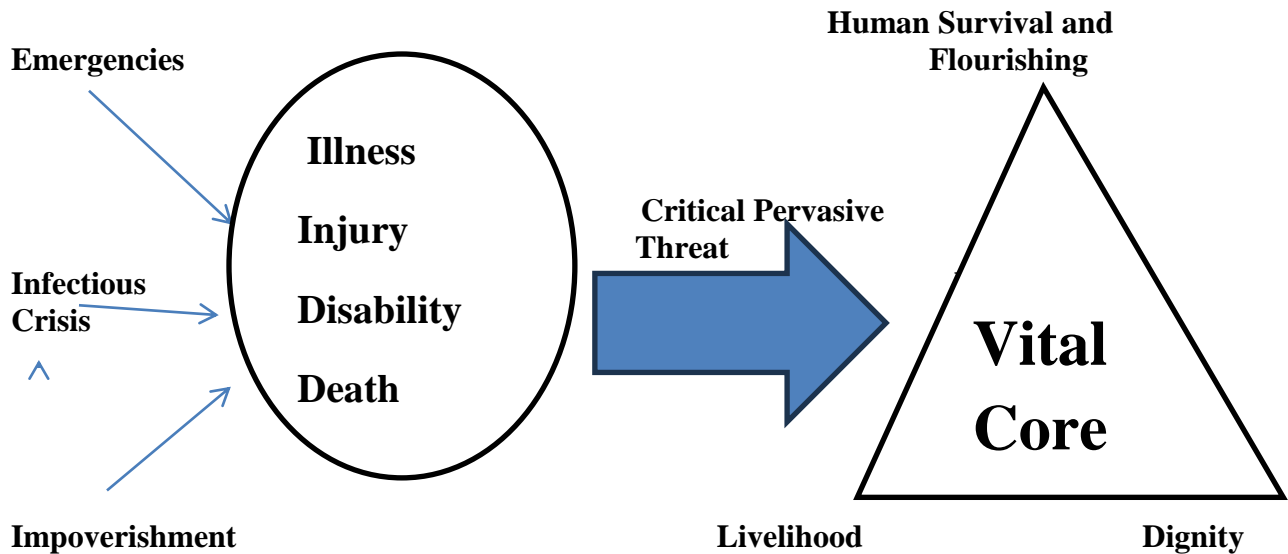 Human Survival and
Flourishing
Emergencies
Illness
Injury
Disability
Death
Critical Pervasive
Threat
Infectious
Crisis
Vital
Core
Impoverishment
Livelihood
Dignity